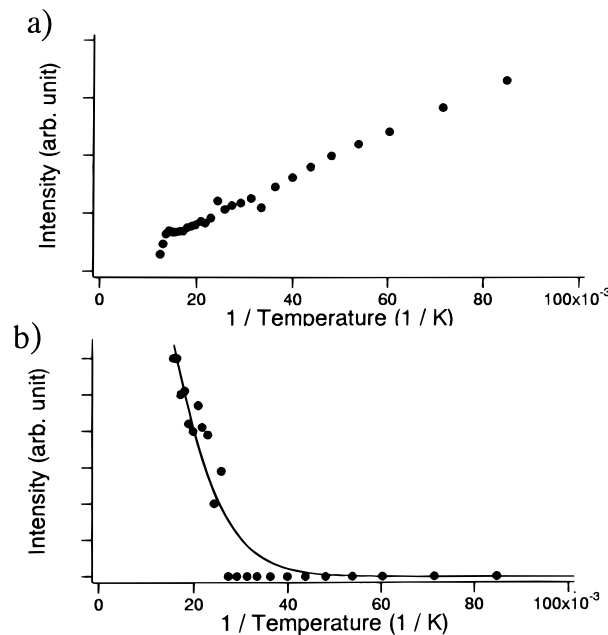 a)
Intensity (arb. unit)
0 20 40 60 80 100x10⁻³
1 / Temperature (1 / K)
b)
Intensity (arb. unit)
0 20 40 60 80 100x10⁻³
1 / Temperature (1 / K)